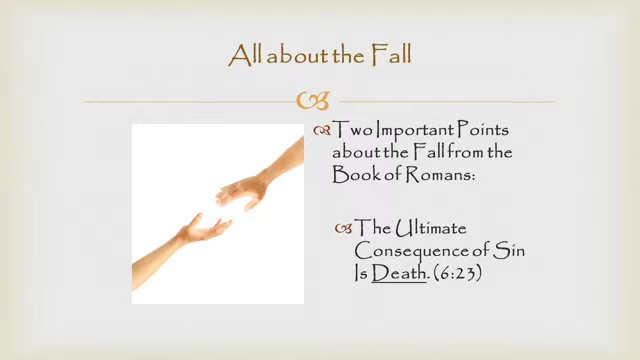 All about the Fall
Two Important Points
about the Fall from the
Book of Romans:
The Ultimate
Consequence of Sin
Is Death. (6:23)